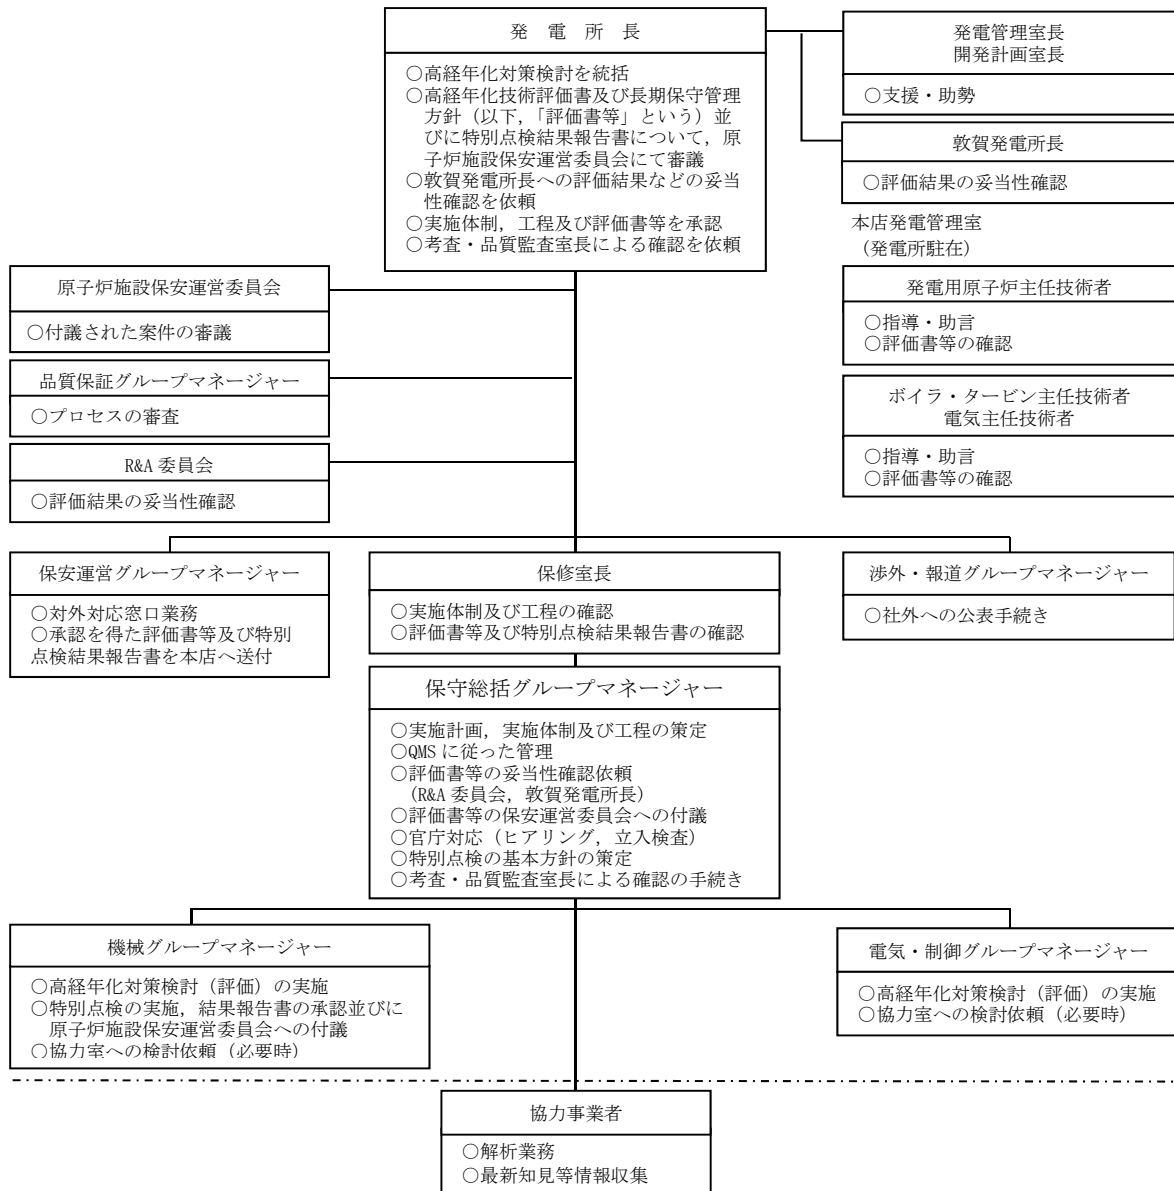 発 電 所 長
○高経年化対策検討を統括
○高経年化技術評価書及び長期保守管理
方針（以下，「評価書等」という）並
びに特別点検結果報告書について，原
子炉施設保安運営委員会にて審議
○敦賀発電所長への評価結果などの妥当
性確認を依頼
○実施体制，工程及び評価書等を承認
○考査・品質監査室長による確認を依頼
発電管理室長
開発計画室長
○支援・助勢
敦賀発電所長
○評価結果の妥当性確認
本店発電管理室
（発電所駐在）
発電用原子炉主任技術者
○指導・助言
○評価書等の確認
ボイラ・タービン主任技術者
電気主任技術者
○指導・助言
○評価書等の確認
原子炉施設保安運営委員会
○付議された案件の審議
品質保証グループマネージャー
○プロセスの審査
R&A 委員会
○評価結果の妥当性確認
保安運営グループマネージャー
○対外対応窓口業務
○承認を得た評価書等及び特別
点検結果報告書を本店へ送付
保修室長
○実施体制及び工程の確認
○評価書等及び特別点検結果報告書の確認
渉外・報道グループマネージャー
○社外への公表手続き
保守総括グループマネージャー
○実施計画，実施体制及び工程の策定
○QMS に従った管理
○評価書等の妥当性確認依頼
（R&A 委員会，敦賀発電所長）
○評価書等の保安運営委員会への付議
○官庁対応（ヒアリング，立入検査）
○特別点検の基本方針の策定
○考査・品質監査室長による確認の手続き
機械グループマネージャー
○高経年化対策検討（評価）の実施
○特別点検の実施，結果報告書の承認並びに
原子炉施設保安運営委員会への付議
○協力室への検討依頼（必要時）
電気・制御グループマネージャー
○高経年化対策検討（評価）の実施
○協力室への検討依頼（必要時）
協力事業者
○解析業務
○最新知見等情報収集